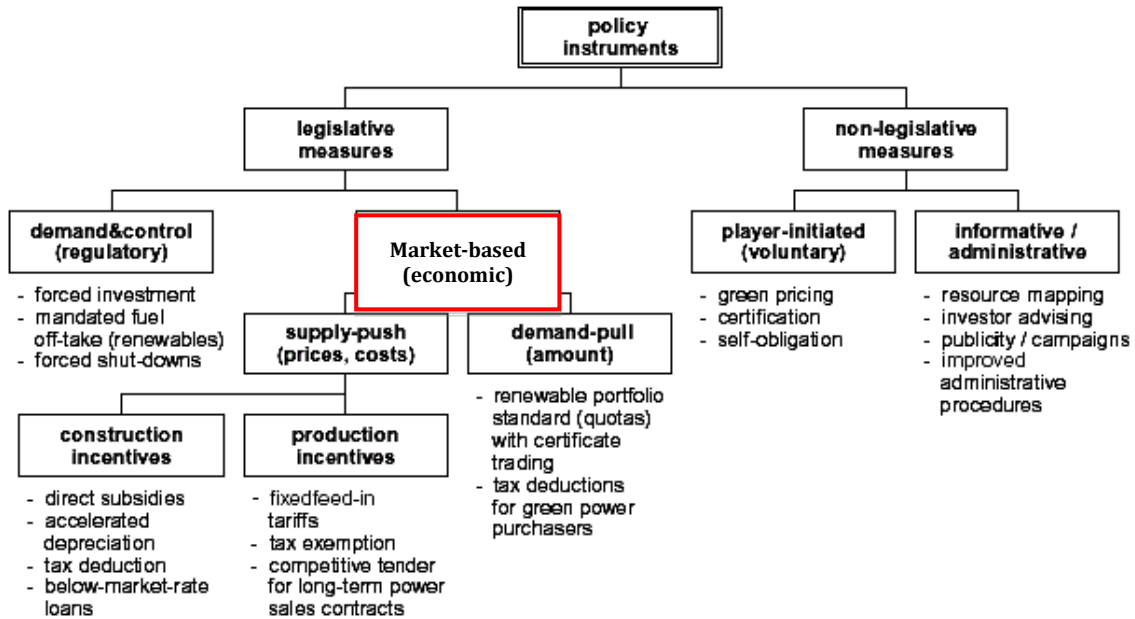 policy
instruments
legislative
measures
non-legislative
measures
demand&control
(regulatory)
- forced investment
- mandated fuel
off-take (renewables)
- forced shut-downs
Market-based
(economic)
player-initiated
(voluntary)
- green pricing
- certification
- self-obligation
informative /
administrative
- resource mapping
- investor advising
- publicity / campaigns
- improved
administrative
procedures
supply-push
(prices, costs)
demand-pull
(amount)
- renewable portfolio
standard (quotas)
with certificate
trading
- tax deductions
for green power
purchasers
construction
incentives
- direct subsidies
- accelerated
depreciation
- tax deduction
- below-market-rate
loans
production
incentives
- fixedfeed-in
tariffs
- tax exemption
- competitive tender
for long-term power
sales contracts